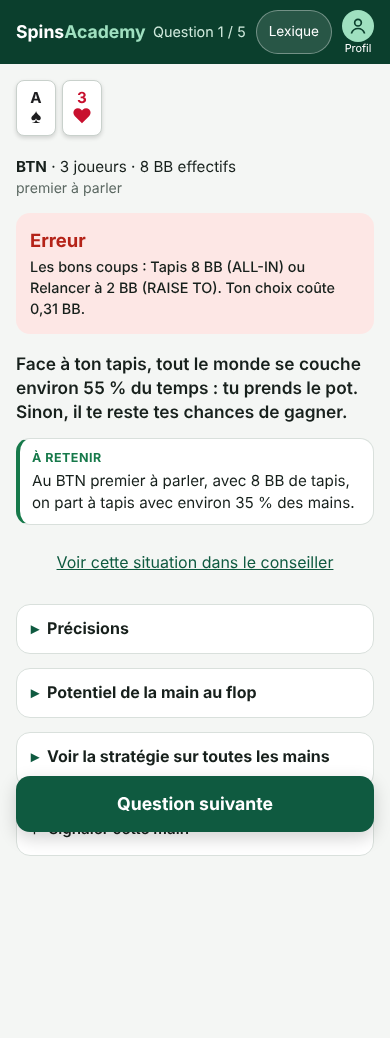 SpinsAcademy Question 1 / 5 Lexique Profil
A♠ 3♥
BTN · 3 joueurs · 8 BB effectifs
premier à parler
Erreur
Les bons coups : Tapis 8 BB (ALL-IN) ou
Relancer à 2 BB (RAISE TO). Ton choix coûte
0,31 BB.
Face à ton tapis, tout le monde se couche
environ 55 % du temps : tu prends le pot.
Sinon, il te reste tes chances de gagner.
À RETENIR
Au BTN premier à parler, avec 8 BB de tapis,
on part à tapis avec environ 35 % des mains.
Voir cette situation dans le conseiller
▸ Précisions
▸ Potentiel de la main au flop
▸ Voir la stratégie sur toutes les mains
Question suivante